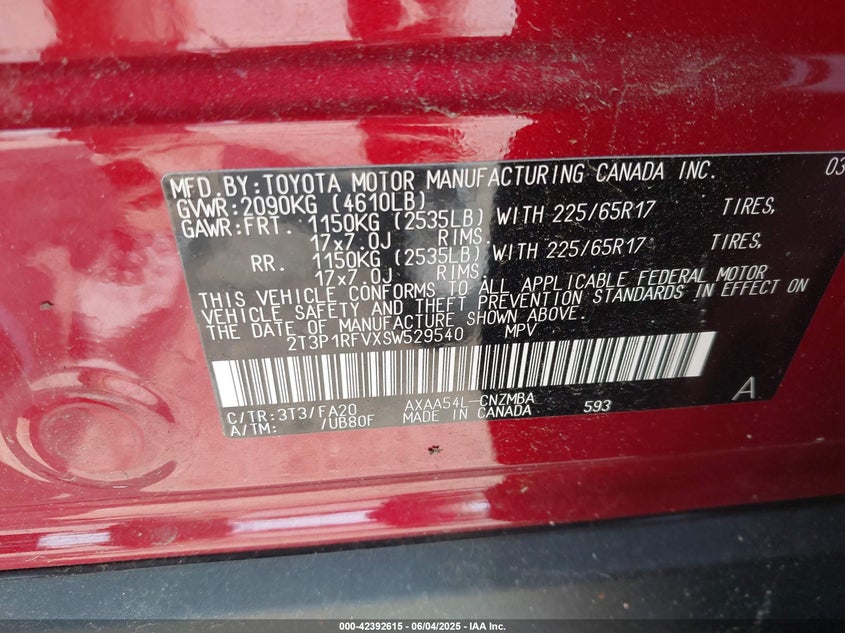 MFD.BY:TOYOTA MOTOR MANUFACTURING CANADA INC. 03
GVWR:2090KG (4610LB)
GAWR:FRT. 1150KG (2535LB) WITH 225/65R17 TIRES,
17x7.0J RIMS.
RR. 1150KG (2535LB) WITH 225/65R17 TIRES,
17x7.0J RIMS.
THIS VEHICLE CONFORMS TO ALL APPLICABLE FEDERAL MOTOR
VEHICLE SAFETY AND THEFT PREVENTION STANDARDS IN EFFECT ON
THE DATE OF MANUFACTURE SHOWN ABOVE.
2T3P1RFVXSW529540 MPV
C/TR:3T3/FA20 AXAA54L-CNZMBA 593 A
A/TM: /UB80F MADE IN CANADA
000-42392615 - 06/04/2025 - IAA Inc.